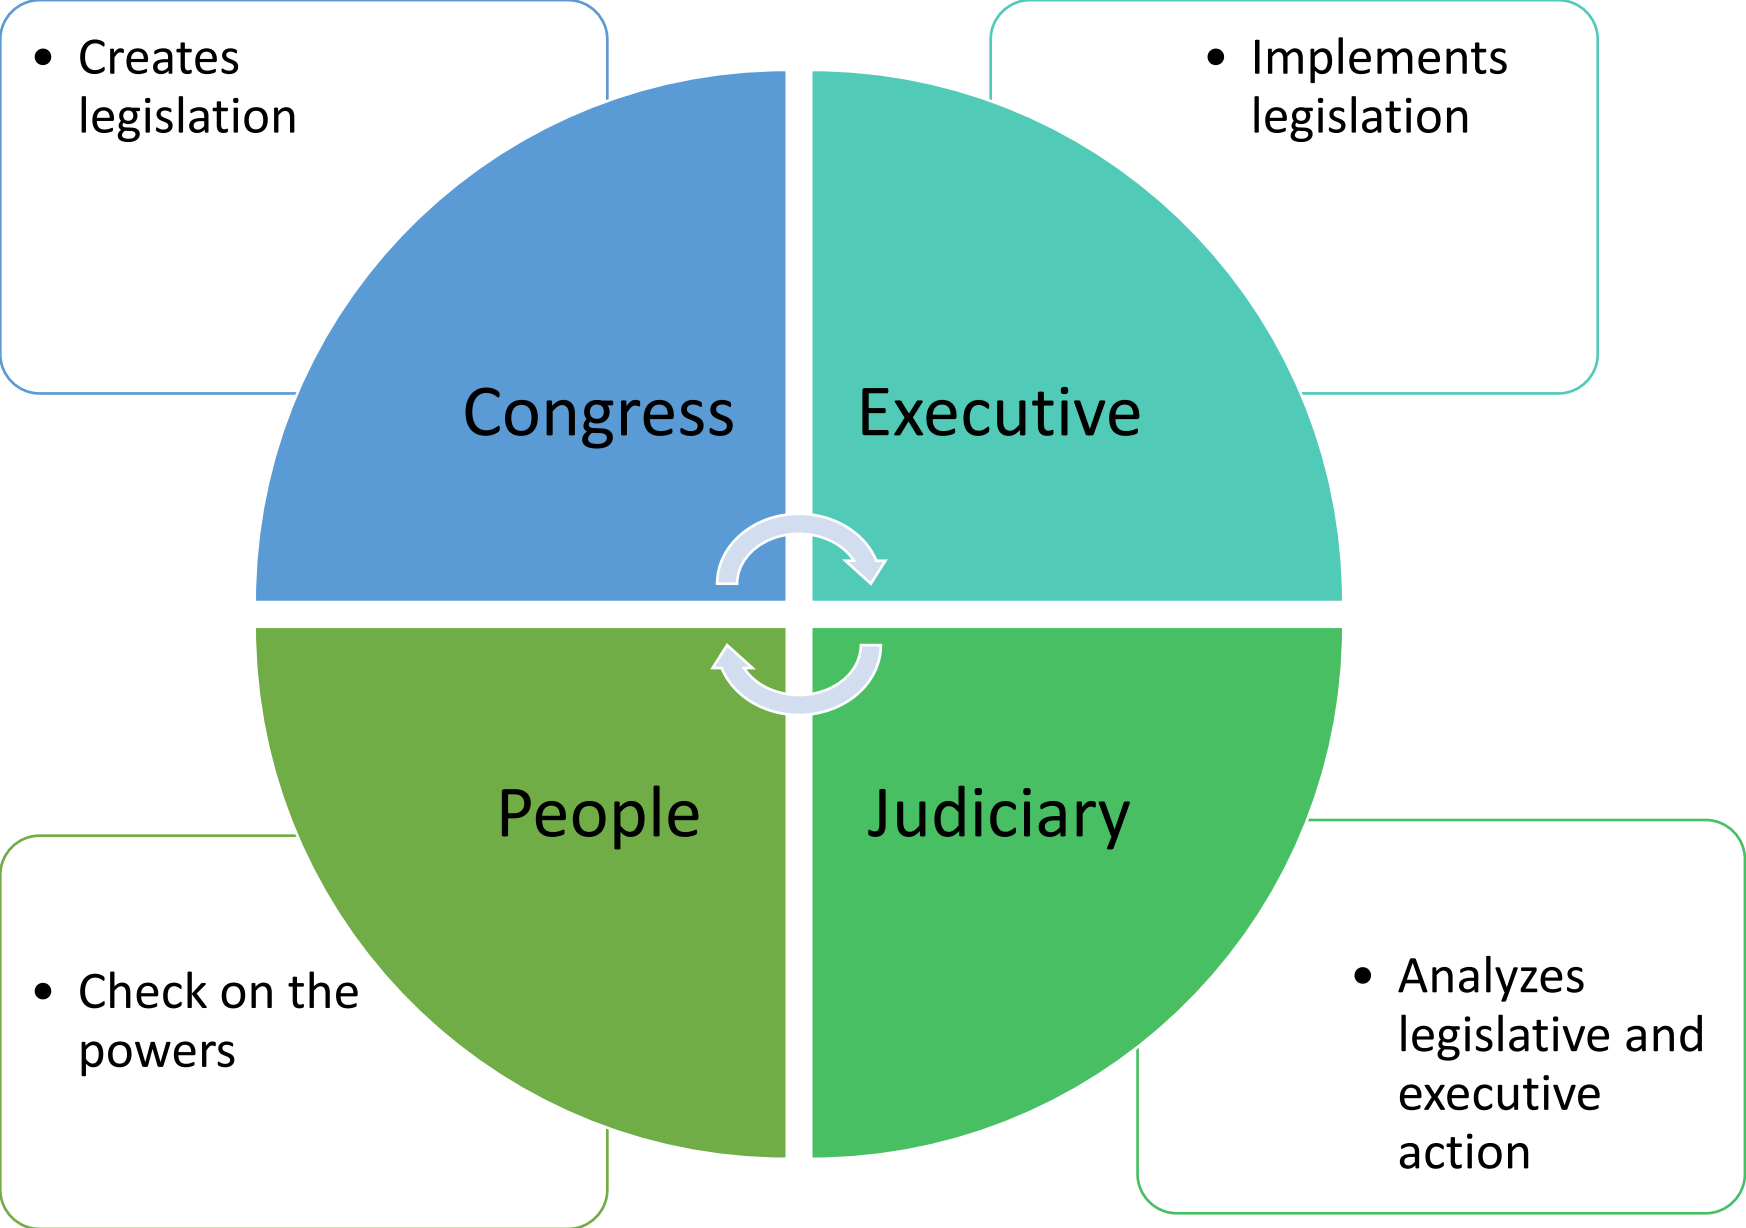 • Creates
legislation
• Implements
legislation
Congress
Executive
People
Judiciary
• Check on the
powers
• Analyzes
legislative and
executive
action